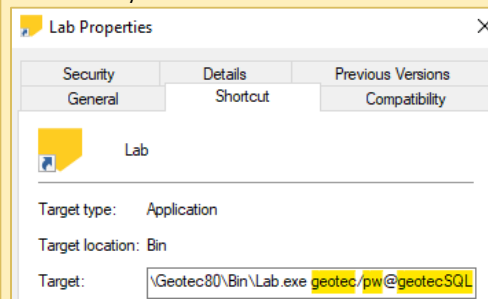 Lab Properties
Security Details Previous Versions
General Shortcut Compatibility
Lab
Target type: Application
Target location: Bin
Target: \Geotec80\Bin\Lab.exe geotec/pw@geotecSQL